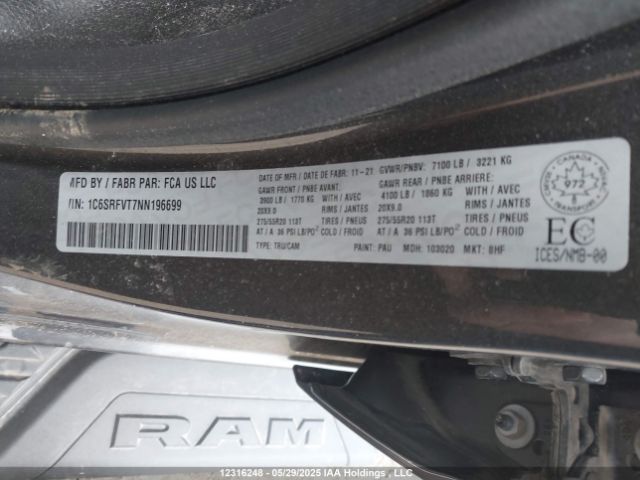 MFD BY / FABR PAR: FCA US LLC
VIN: 1C6SRFVT7NN196699
DATE OF MFR / DATE DE FABR: 11-21 GVWR/PNBV: 7100 LB / 3221 KG
GAWR FRONT / PNBE AVANT: GAWR REAR / PNBE ARRIERE:
3900 LB / 1770 KG WITH / AVEC 4100 LB / 1860 KG WITH / AVEC
20X9.0 RIMS / JANTES 20X9.0 RIMS / JANTES
275/55R20 113T TIRES / PNEUS 275/55R20 113T TIRES / PNEUS
AT / A 36 PSI LB/PO² COLD / FROID AT / A 36 PSI LB/PO² COLD / FROID
TYPE: TRU/CAM PAINT: PAU MDH: 103020 MKT: BHF
CANADA
972
TRANSPORT
EC
ICES/NMB-00
RAM
12316248 - 05/29/2025 IAA Holdings , LLC